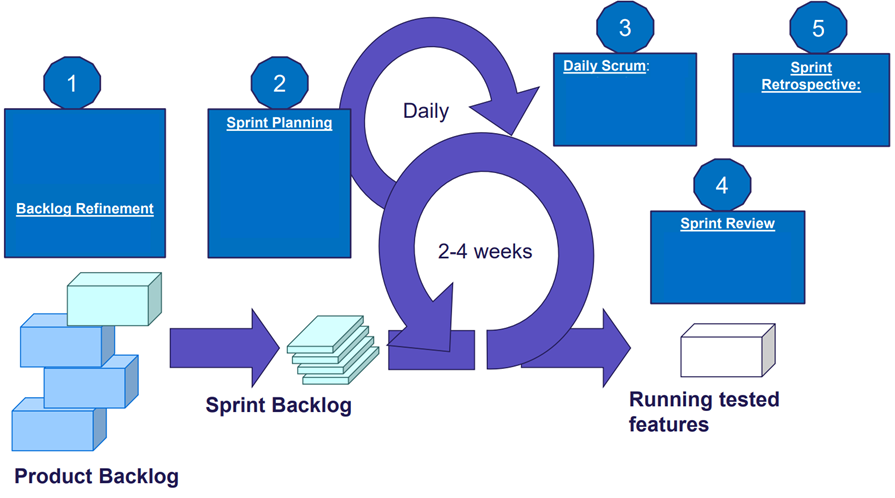 1
Backlog Refinement
2
Sprint Planning
Daily
2-4 weeks
3
Daily Scrum:
5
Sprint
Retrospective:
4
Sprint Review
Product Backlog
Sprint Backlog
Running tested
features